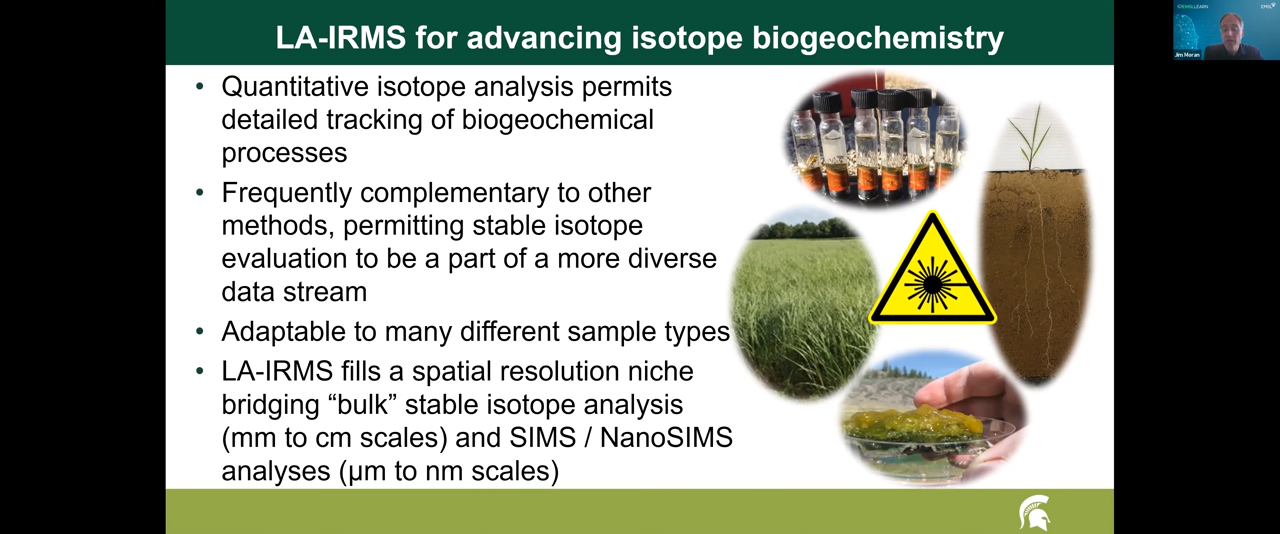 LA-IRMS for advancing isotope biogeochemistry
• Quantitative isotope analysis permits
detailed tracking of biogeochemical
processes
• Frequently complementary to other
methods, permitting stable isotope
evaluation to be a part of a more diverse
data stream
• Adaptable to many different sample types
• LA-IRMS fills a spatial resolution niche
bridging “bulk” stable isotope analysis
(mm to cm scales) and SIMS / NanoSIMS
analyses (µm to nm scales)
EMSL
Jim Moran